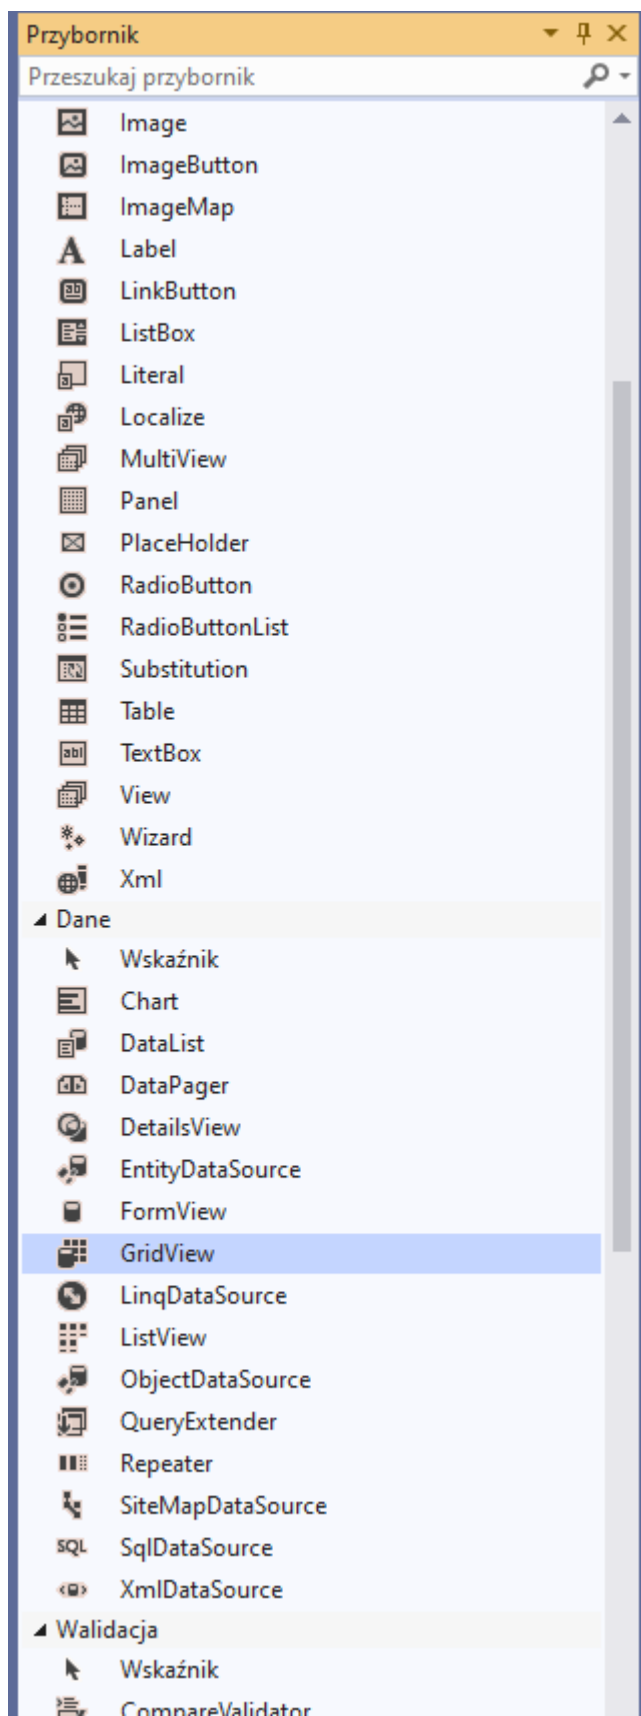 Przybornik
Przeszukaj przybornik
Image
ImageButton
ImageMap
Label
LinkButton
ListBox
Literal
Localize
MultiView
Panel
PlaceHolder
RadioButton
RadioButtonList
Substitution
Table
TextBox
View
Wizard
Xml
Dane
Wskaźnik
Chart
DataList
DataPager
DetailsView
EntityDataSource
FormView
GridView
LinqDataSource
ListView
ObjectDataSource
QueryExtender
Repeater
SiteMapDataSource
SQL SqlDataSource
XmlDataSource
Walidacja
Wskaźnik
CompareValidator